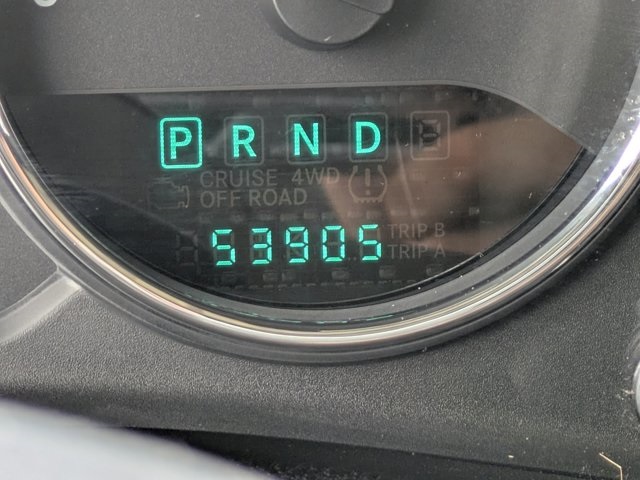 P R N D
CRUISE 4WD
OFF ROAD
53905 TRIP B
TRIP A